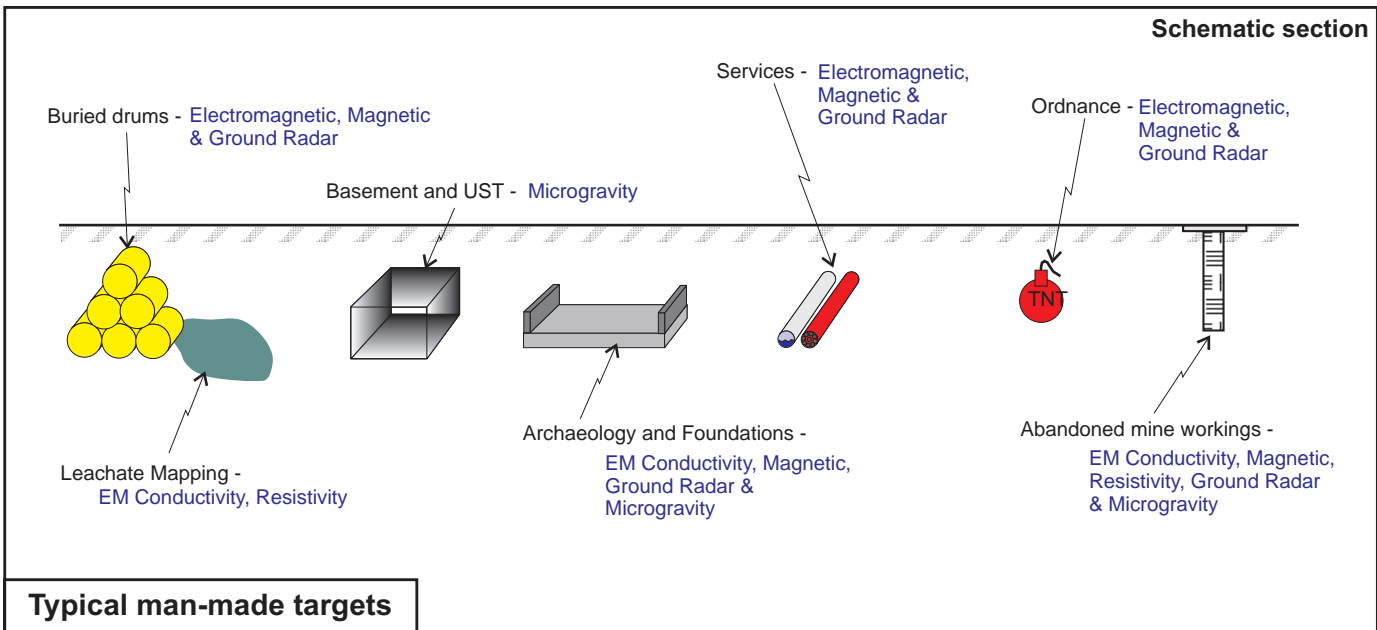 Schematic section
Services - Electromagnetic,
Magnetic &
Ground Radar
Buried drums - Electromagnetic, Magnetic
& Ground Radar
Ordnance - Electromagnetic,
Magnetic &
Ground Radar
Basement and UST - Microgravity
TNT
Leachate Mapping -
EM Conductivity, Resistivity
Archaeology and Foundations -
EM Conductivity, Magnetic,
Ground Radar &
Microgravity
Abandoned mine workings -
EM Conductivity, Magnetic,
Resistivity, Ground Radar
& Microgravity
Typical man-made targets